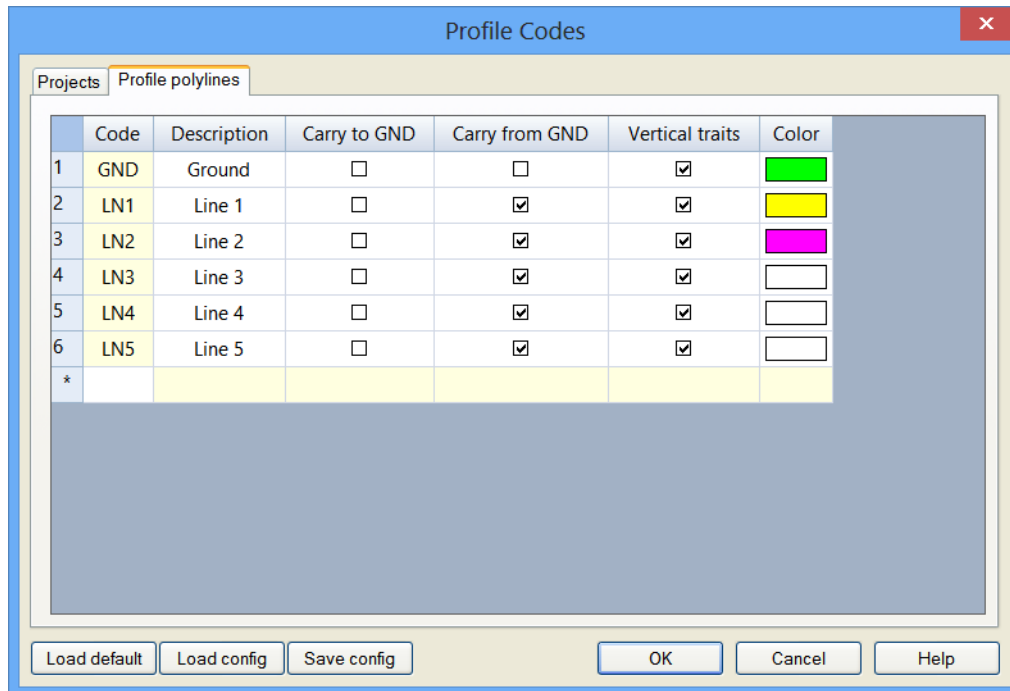 Profile Codes
Projects Profile polylines
Code Description Carry to GND Carry from GND Vertical traits Color
1 GND Ground
2 LN1 Line 1
3 LN2 Line 2
4 LN3 Line 3
5 LN4 Line 4
6 LN5 Line 5
*
Load default Load config Save config OK Cancel Help